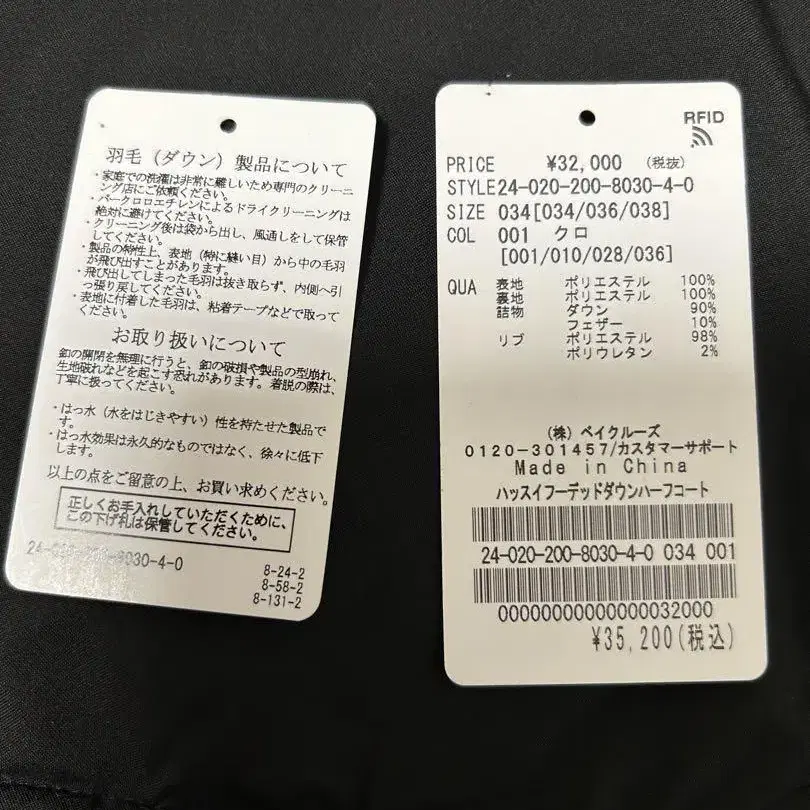 羽毛（ダウン）製品について
・家庭での洗濯は非常に難しいため専門のクリーニ
ング店にご依頼ください。
・パークロロエチレンによるドライクリーニングは
絶対に避けてください。
・クリーニング後は袋から出し、風通しをして保管
してください。
・製品の特性上、表地（特に縫い目）から中の毛羽
が飛び出すことがあります。
・飛び出してしまった毛羽は抜き取らず、内側へ引
っ張り戻してください。
・表地に付着した毛羽は、粘着テープなどで取って
ください。
お取り扱いについて
釦の開閉を無理に行うと、釦の破損や製品の型崩れ、
生地破れなどを起こす恐れがあります。着脱の際は、
丁寧に扱ってください。
・はっ水（水をはじきやすい）性を持たせた製品で
す。
・はっ水効果は永久的なものではなく、徐々に低下
します。
以上の点をご留意の上、お買い求めください。
正しくお手入れしていただくために、
この下げ札は保管してください。
24-020-200-8030-4-0
8-24-2
8-58-2
8-131-2
RFID
PRICE ¥32,000 (税抜)
STYLE24-020-200-8030-4-0
SIZE 034[034/036/038]
COL 001 クロ
[001/010/028/036]
QUA 表地 ポリエステル 100%
裏地 ポリエステル 100%
詰物 ダウン 90%
フェザー 10%
リブ ポリエステル 98%
ポリウレタン 2%
(株) ベイクルーズ
0120-301457/カスタマーサポート
Made in China
ハッスイフーデッドダウンハーフコート
24-020-200-8030-4-0 034 001
00000000000000032000
¥35,200(税込)